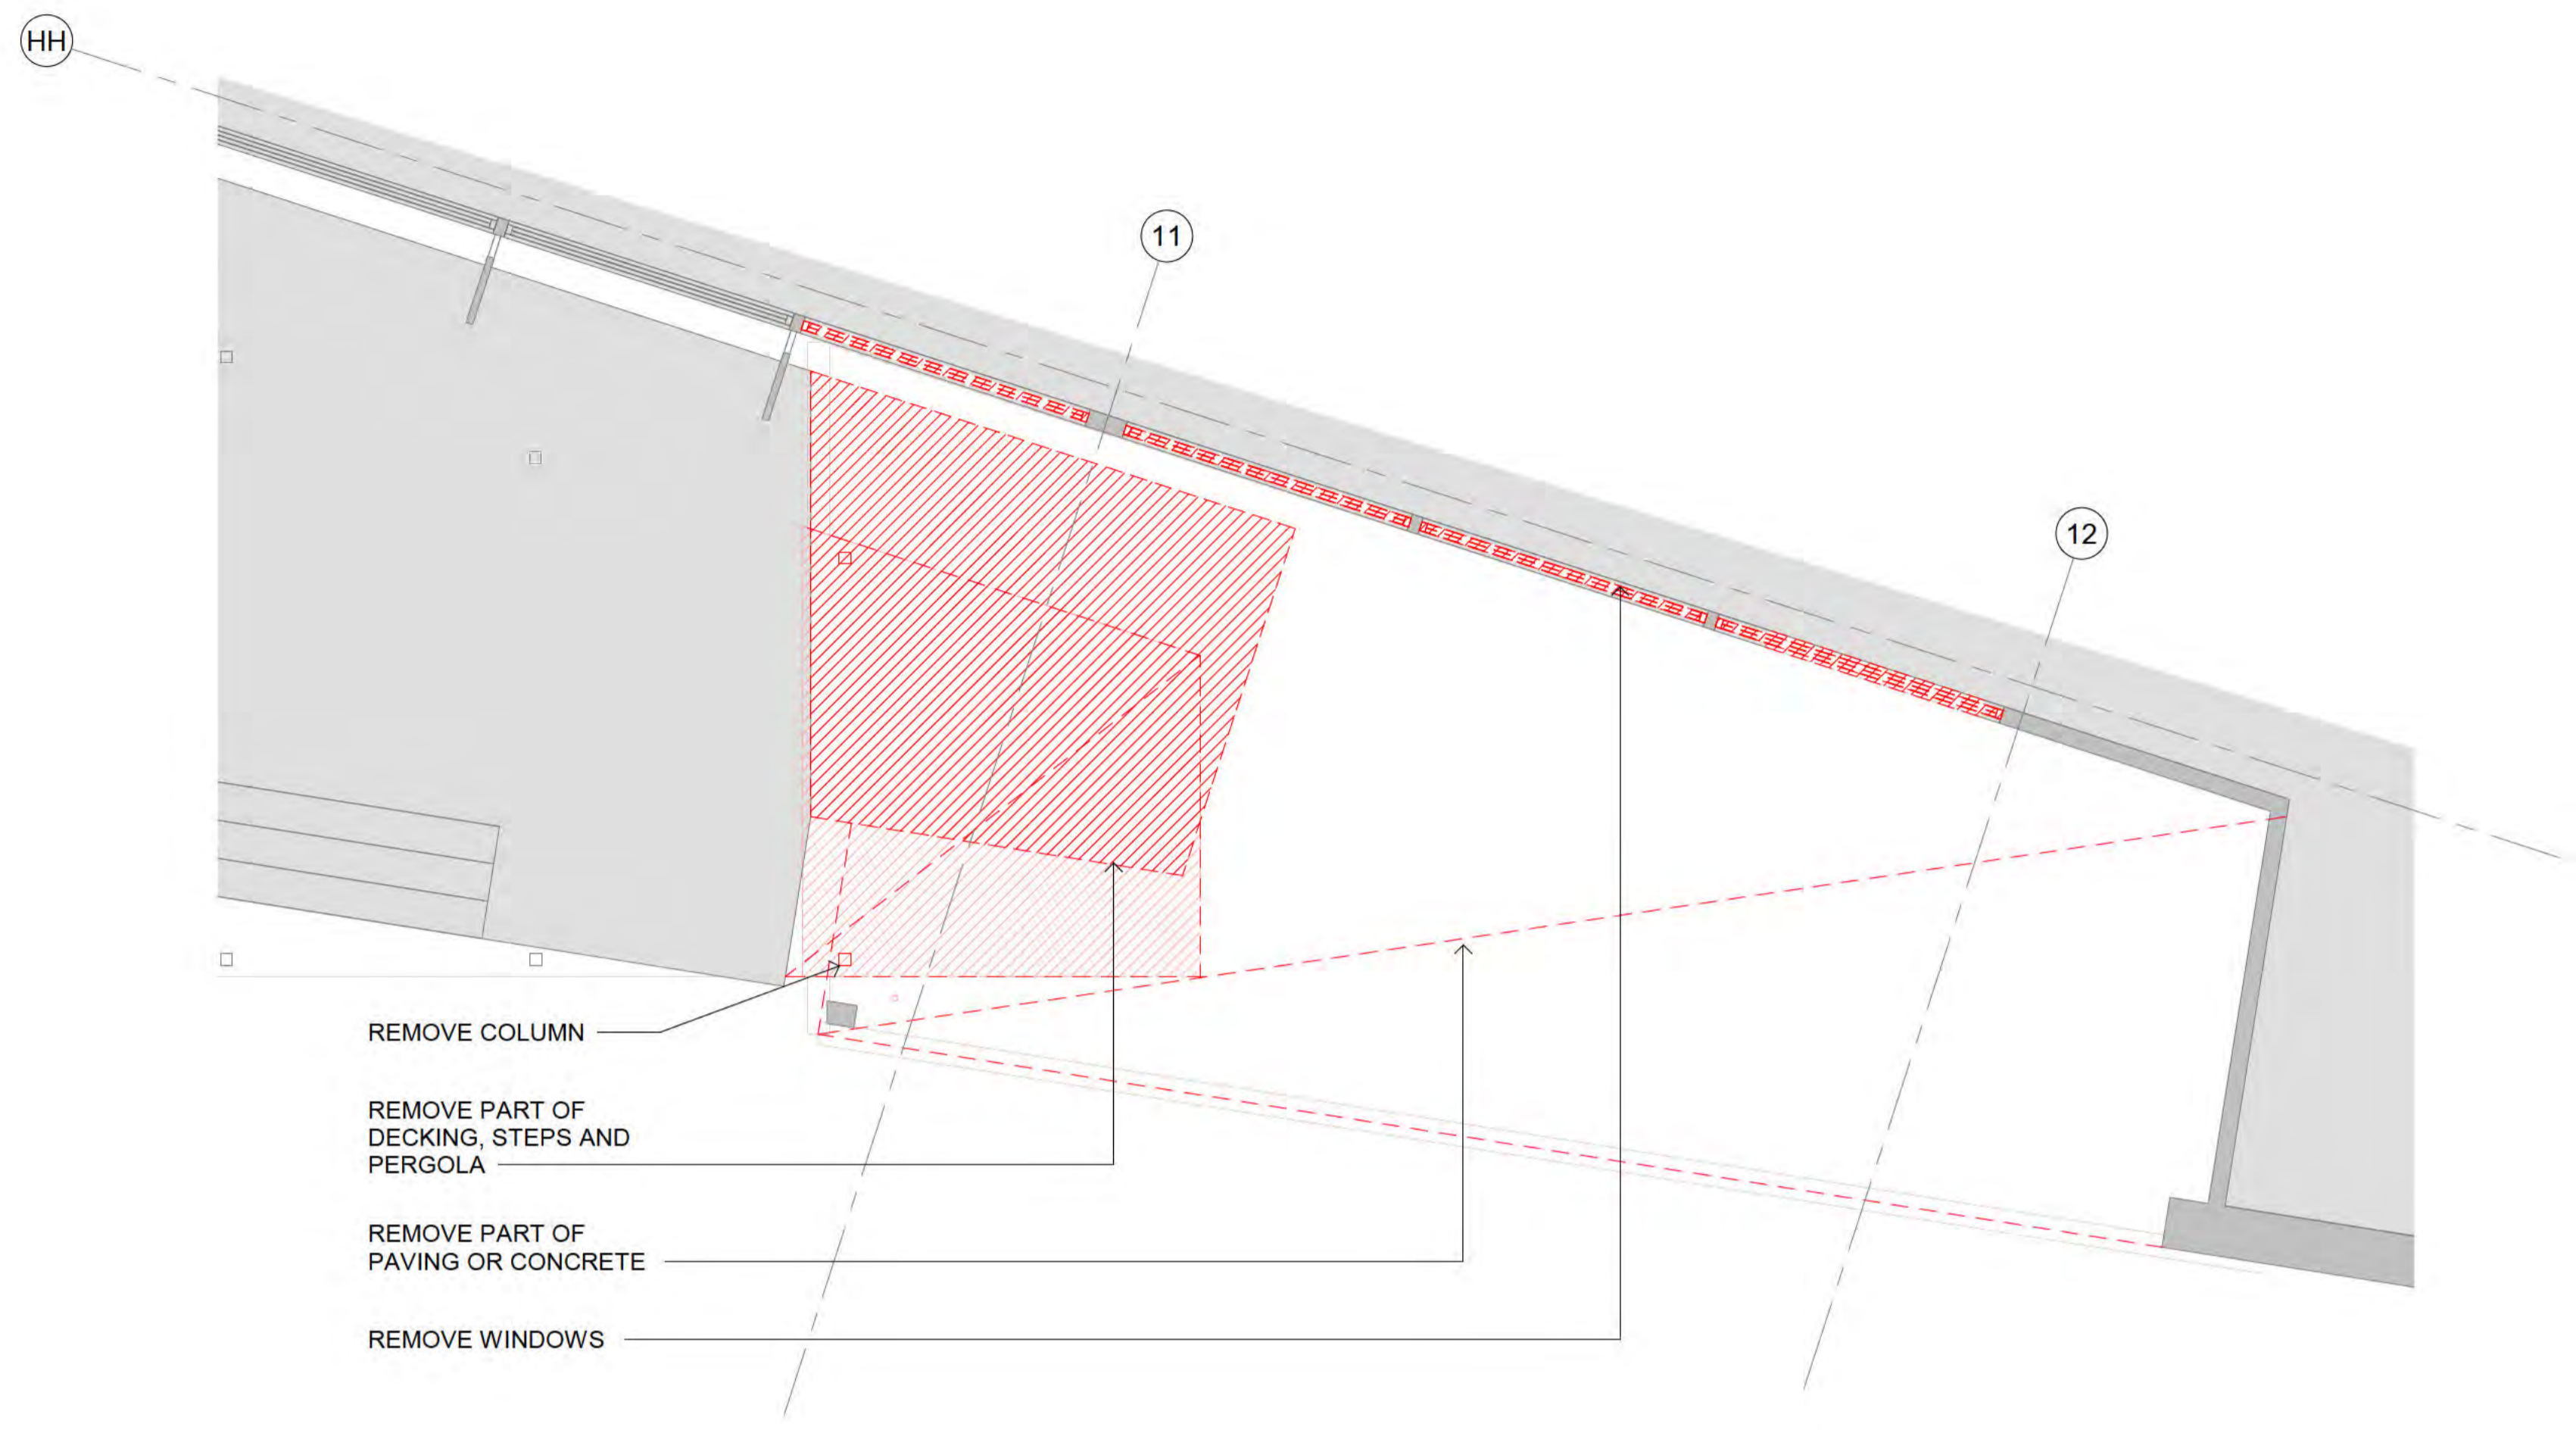 HH
11
12
REMOVE COLUMN
REMOVE PART OF
DECKING, STEPS AND
PERGOLA
REMOVE PART OF
PAVING OR CONCRETE
REMOVE WINDOWS